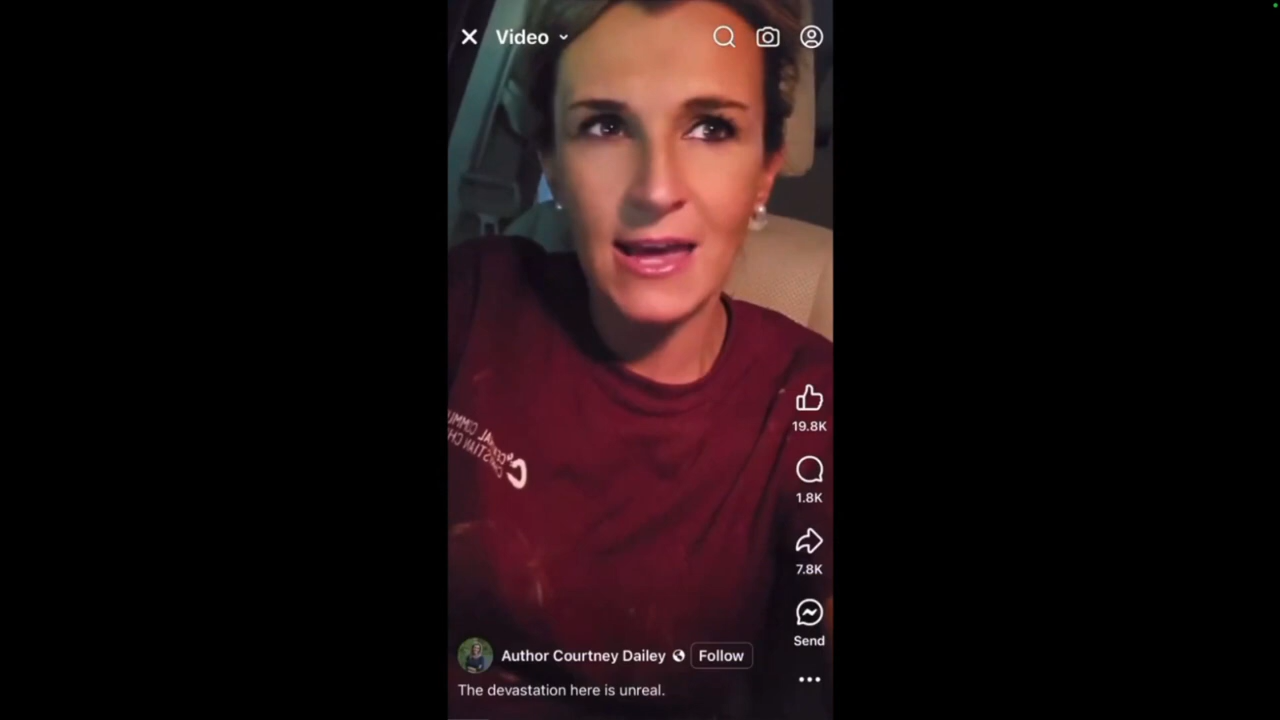 Video
19.8K
1.8K
7.8K
Send
Author Courtney Dailey
Follow
The devastation here is unreal.